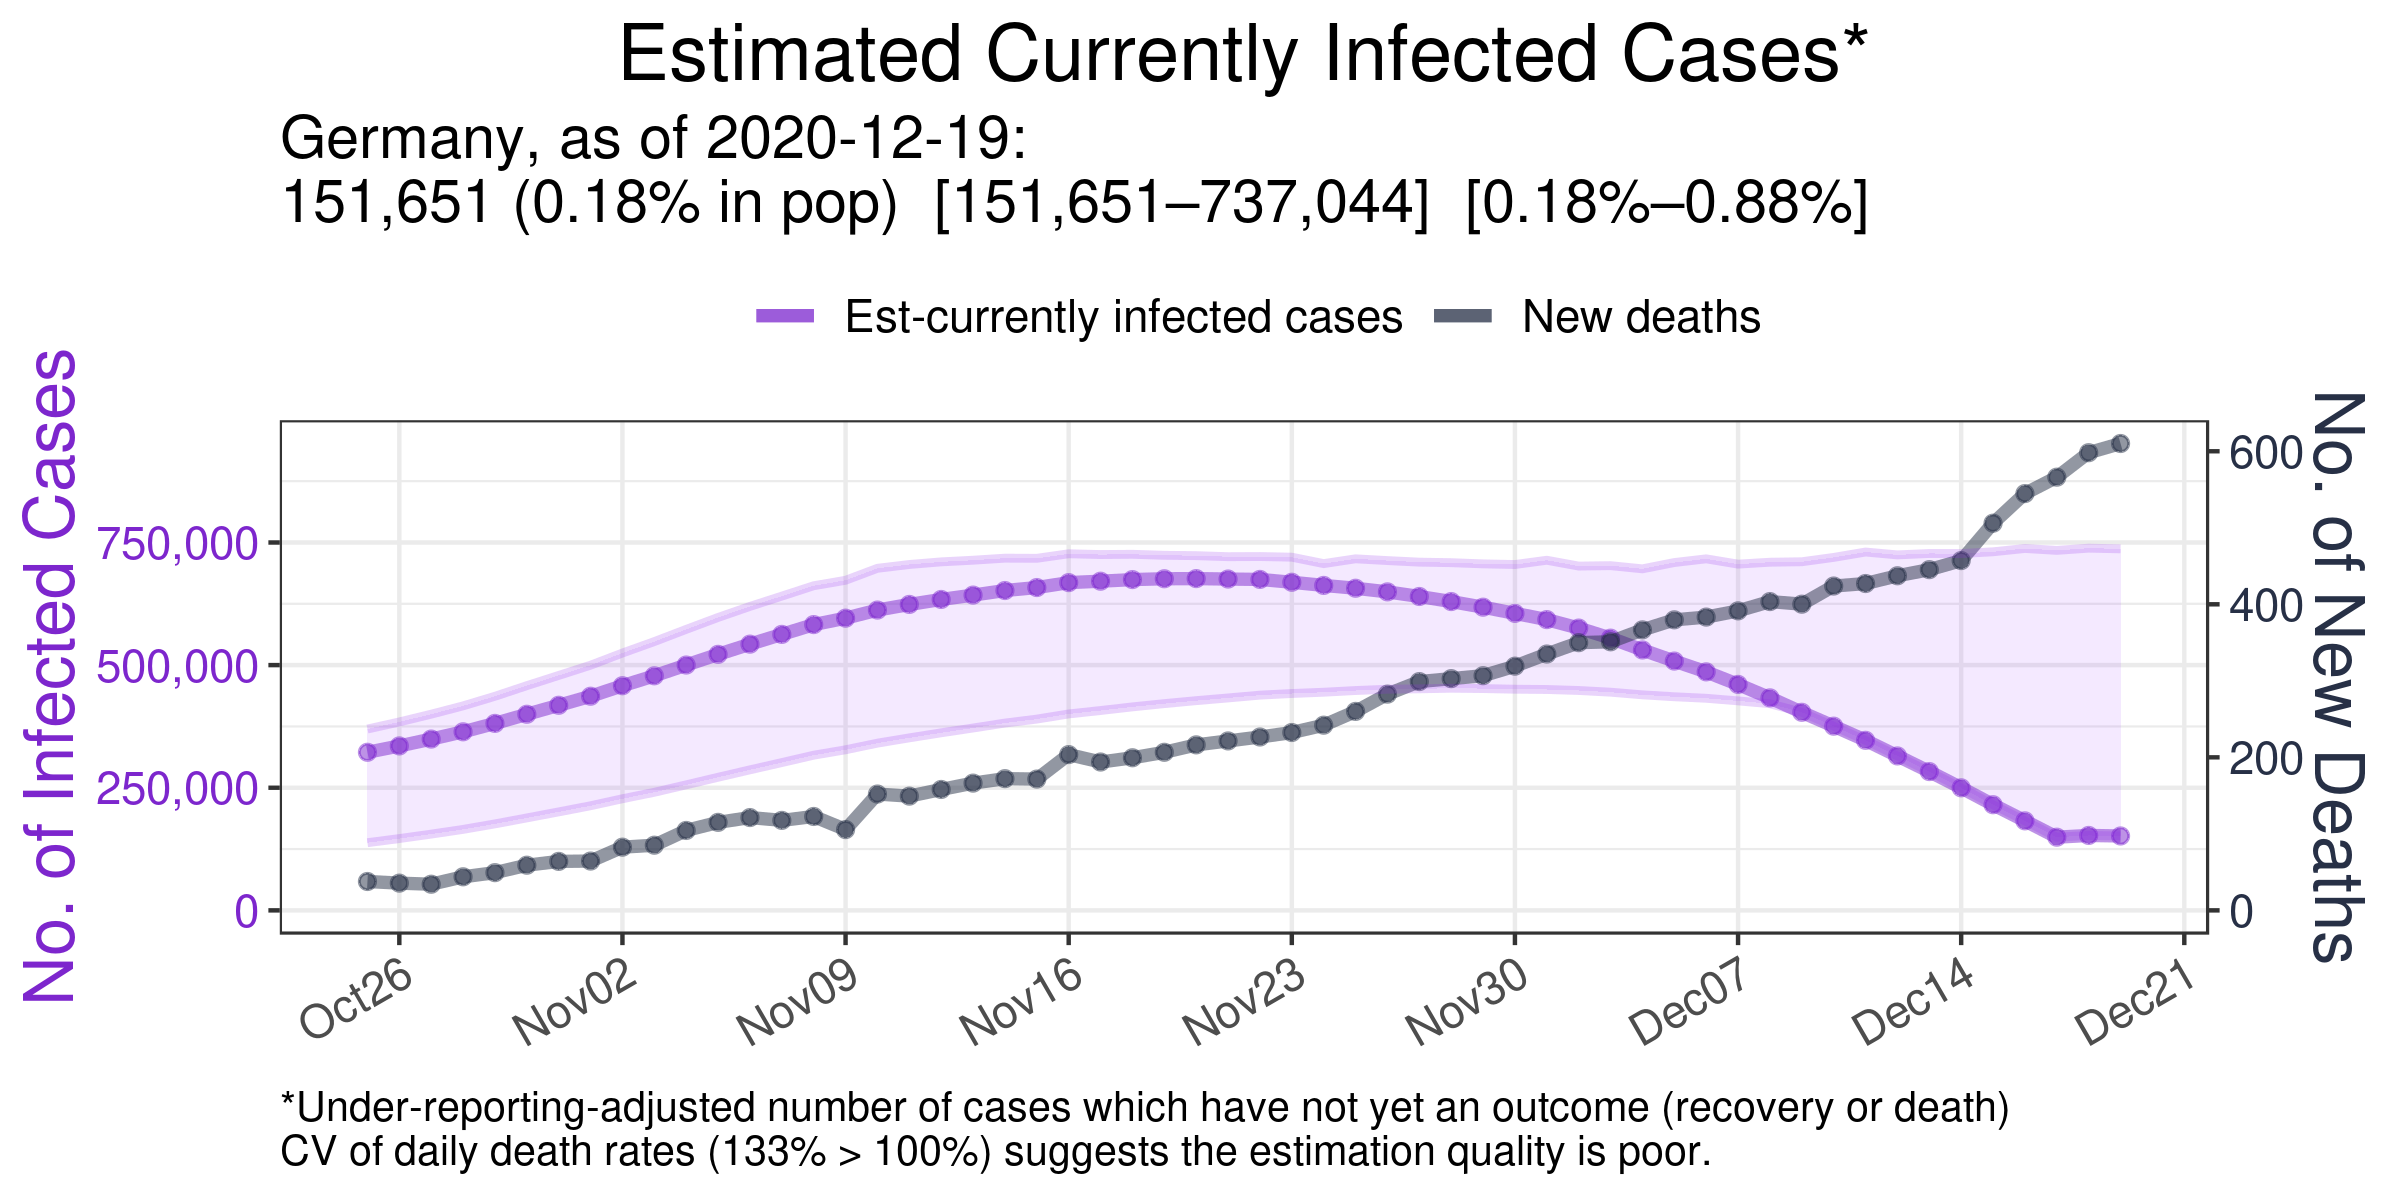 Estimated Currently Infected Cases*
Germany, as of 2020-12-19:
151,651 (0.18% in pop)  [151,651–737,044]  [0.18%–0.88%]
Est-currently infected cases
New deaths
No. of Infected Cases
750,000
500,000
250,000
0
600
400
200
0
No. of New Deaths
Oct26
Nov02
Nov09
Nov16
Nov23
Nov30
Dec07
Dec14
Dec21
*Under-reporting-adjusted number of cases which have not yet an outcome (recovery or death)
CV of daily death rates (133% > 100%) suggests the estimation quality is poor.